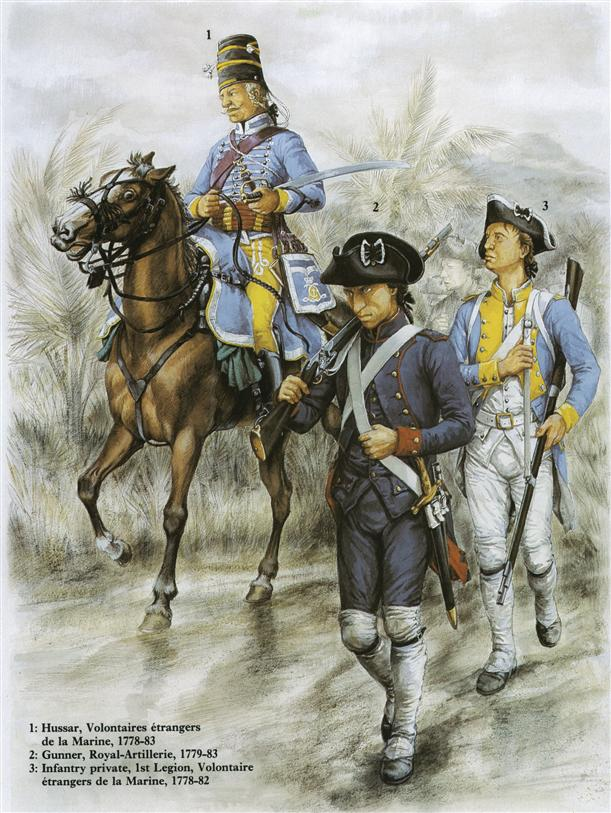 1
2
3
1: Hussar, Volontaires étrangers
de la Marine, 1778-83
2: Gunner, Royal-Artillerie, 1779-83
3: Infantry private, 1st Legion, Volontaire
étrangers de la Marine, 1778-82